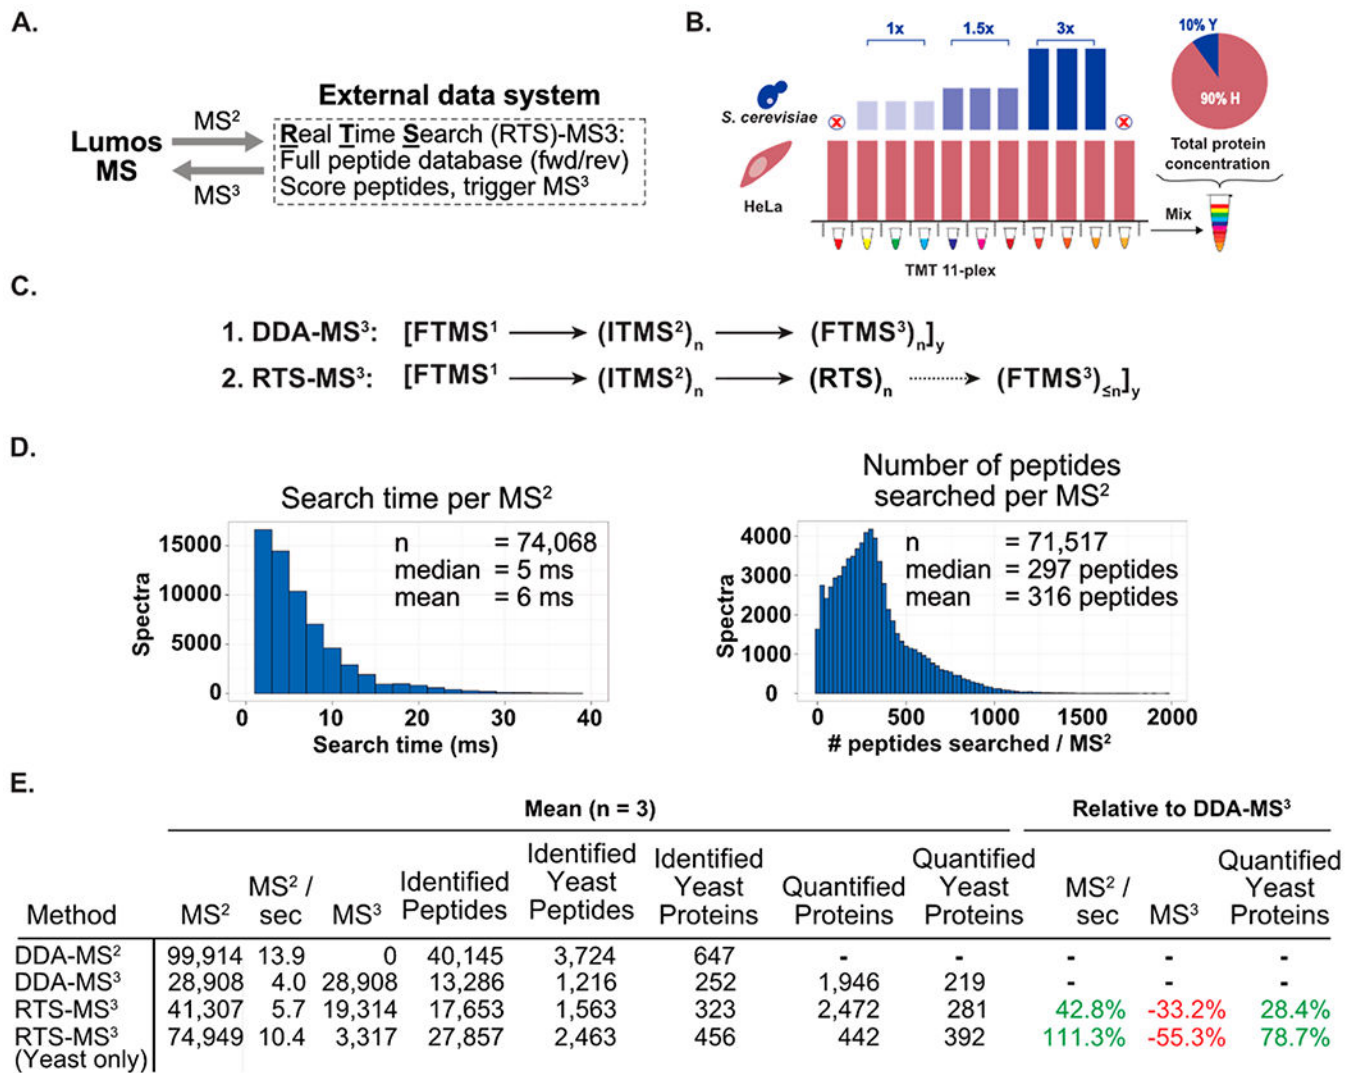 A.
External data system
Lumos MS
MS²
MS³
Real Time Search (RTS)-MS3:
Full peptide database (fwd/rev)
Score peptides, trigger MS³
B.
1x
1.5x
3x
S. cerevisiae
HeLa
TMT 11-plex
10% Y
90% H
Total protein
concentration
Mix
C.
1. DDA-MS³: [FTMS¹ (ITMS²)n (FTMS³)n]y
2. RTS-MS³: [FTMS¹ (ITMS²)n (RTS)n (FTMS³)≤n]y
D.
Search time per MS²
Spectra
15000
10000
5000
0
n = 74,068
median = 5 ms
mean = 6 ms
0 10 20 30 40
Search time (ms)
Number of peptides
searched per MS²
Spectra
4000
3000
2000
1000
0
n = 71,517
median = 297 peptides
mean = 316 peptides
0 500 1000 1500 2000
# peptides searched / MS²
E.
Mean (n = 3) Relative to DDA-MS³
Method MS² MS² / sec MS³ Identified Peptides Identified Yeast Peptides Identified Yeast Proteins Quantified Proteins Quantified Yeast Proteins MS² / sec MS³ Quantified Yeast Proteins
DDA-MS² 99,914 13.9 0 40,145 3,724 647 - - - - -
DDA-MS³ 28,908 4.0 28,908 13,286 1,216 252 1,946 219 - - -
RTS-MS³ 41,307 5.7 19,314 17,653 1,563 323 2,472 281 42.8% -33.2% 28.4%
RTS-MS³ 74,949 10.4 3,317 27,857 2,463 456 442 392 111.3% -55.3% 78.7%
(Yeast only)